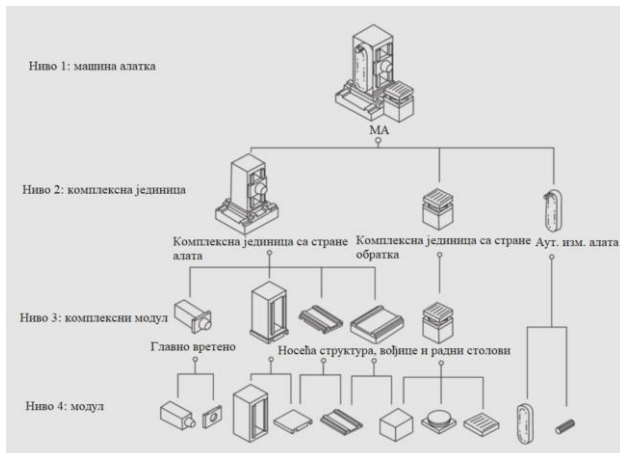 Ниво 1: машина алатка
МА
Ниво 2: комплексна јединица
Комплексна јединица са стране
алата
Комплексна јединица са стране
обратка
Аут. изм. алата
Ниво 3: комплексни модул
Главно вретено
Носећа структура, вођице и радни столови
Ниво 4: модул